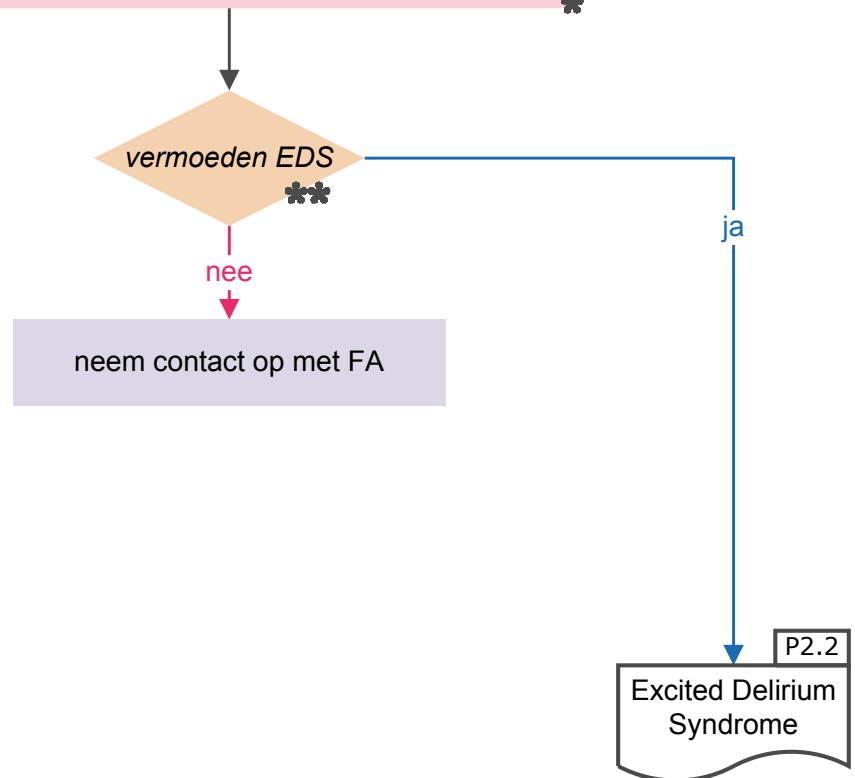 *
vermoeden EDS
**
ja
nee
neem contact op met FA
P2.2
Excited Delirium
Syndrome